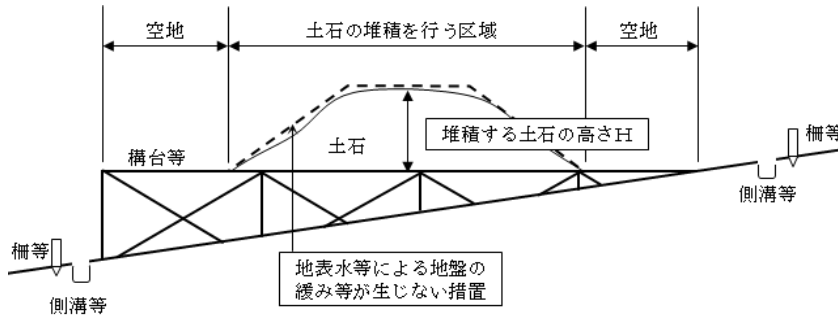 空地
土石の堆積を行う区域
空地
土石
堆積する土石の高さH
構台等
柵等
側溝等
柵等
側溝等
地表水等による地盤の
緩み等が生じない措置